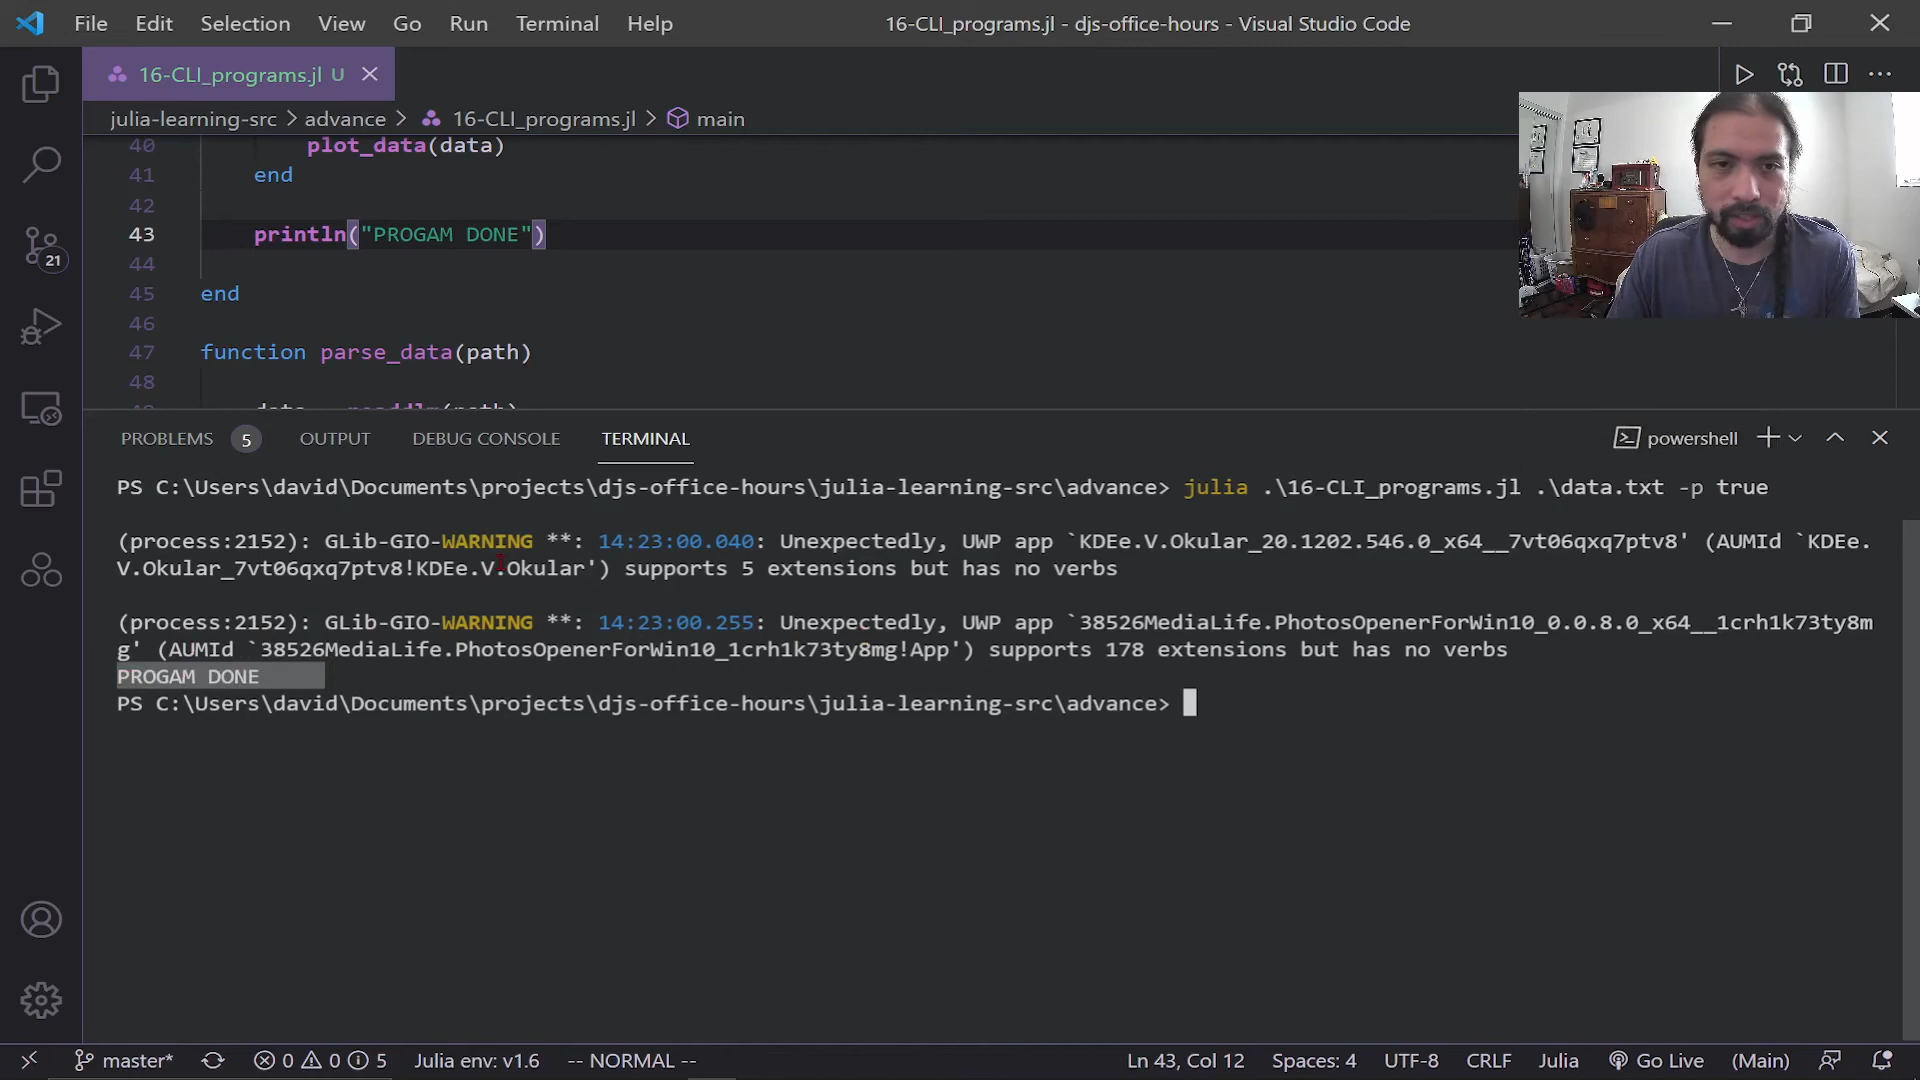 File Edit Selection View Go Run Terminal Help 16-CLI_programs.jl - djs-office-hours - Visual Studio Code
16-CLI_programs.jl U
julia-learning-src > advance > 16-CLI_programs.jl > main
40 plot_data(data)
41 end
42
43 println("PROGAM DONE")
44
45 end
46
47 function parse_data(path)
48
PROBLEMS 5 OUTPUT DEBUG CONSOLE TERMINAL powershell
PS C:\Users\david\Documents\projects\djs-office-hours\julia-learning-src\advance> julia .\16-CLI_programs.jl .\data.txt -p true
(process:2152): GLib-GIO-WARNING **: 14:23:00.040: Unexpectedly, UWP app `KDEe.V.Okular_20.1202.546.0_x64__7vt06qxq7ptv8' (AUMId `KDEe.
V.Okular_7vt06qxq7ptv8!KDEe.V.Okular') supports 5 extensions but has no verbs
(process:2152): GLib-GIO-WARNING **: 14:23:00.255: Unexpectedly, UWP app `38526MediaLife.PhotosOpenerForWin10_0.0.8.0_x64__1crh1k73ty8m
g' (AUMId `38526MediaLife.PhotosOpenerForWin10_1crh1k73ty8mg!App') supports 178 extensions but has no verbs
PROGAM DONE
PS C:\Users\david\Documents\projects\djs-office-hours\julia-learning-src\advance>
21
master* 0 0 5 Julia env: v1.6 -- NORMAL -- Ln 43, Col 12 Spaces: 4 UTF-8 CRLF Julia Go Live (Main)